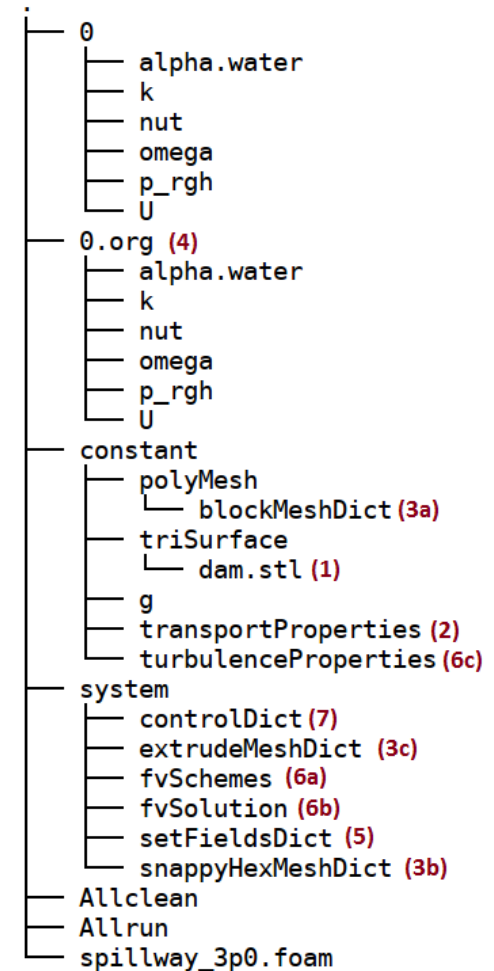 .
0
alpha.water
k
nut
omega
p_rgh
U
0.org (4)
alpha.water
k
nut
omega
p_rgh
U
constant
polyMesh
blockMeshDict (3a)
triSurface
dam.stl (1)
g
transportProperties (2)
turbulenceProperties (6c)
system
controlDict (7)
extrudeMeshDict (3c)
fvSchemes (6a)
fvSolution (6b)
setFieldsDict (5)
snappyHexMeshDict (3b)
Allclean
Allrun
spillway_3p0.foam